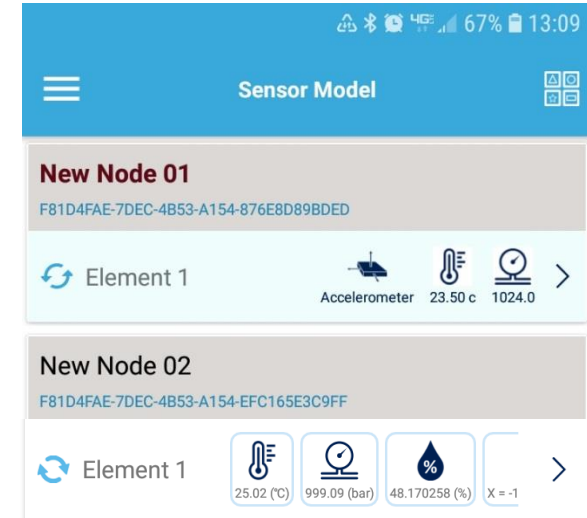 4GE 67% 13:09
Sensor Model
New Node 01
F81D4FAE-7DEC-4B53-A154-876E8D89BDED
Element 1
Accelerometer 23.50 c 1024.0
New Node 02
F81D4FAE-7DEC-4B53-A154-EFC165E3C9FF
Element 1
%
25.02 (°C) 999.09 (bar) 48.170258 (%) X = -1